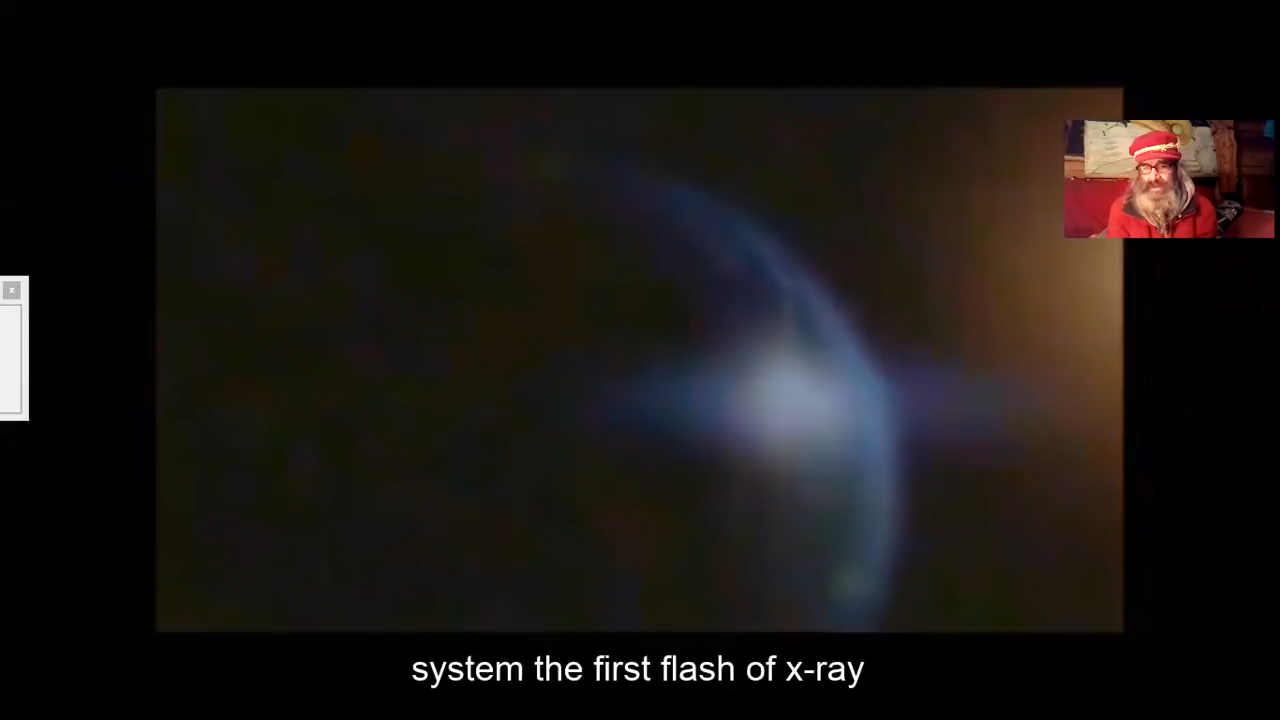 x
system the first flash of x-ray